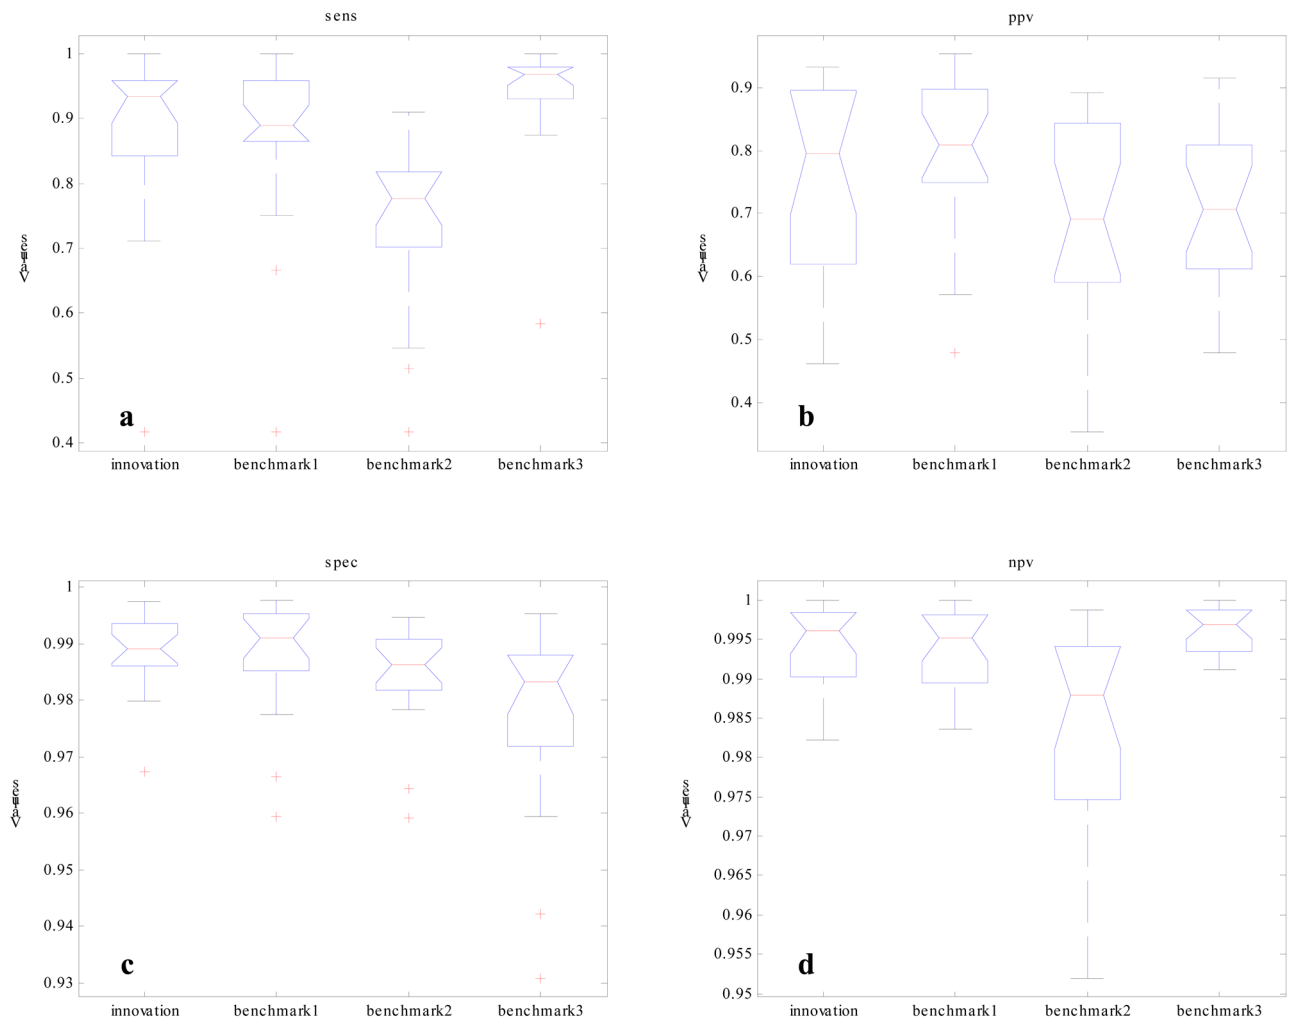 sens
Values
1
0.9
0.8
0.7
0.6
0.5
0.4
a
innovation benchmark1 benchmark2 benchmark3
ppv
Values
0.9
0.8
0.7
0.6
0.5
0.4
b
innovation benchmark1 benchmark2 benchmark3
spec
Values
1
0.99
0.98
0.97
0.96
0.95
0.94
0.93
c
innovation benchmark1 benchmark2 benchmark3
npv
Values
1
0.995
0.99
0.985
0.98
0.975
0.97
0.965
0.96
0.955
0.95
d
innovation benchmark1 benchmark2 benchmark3